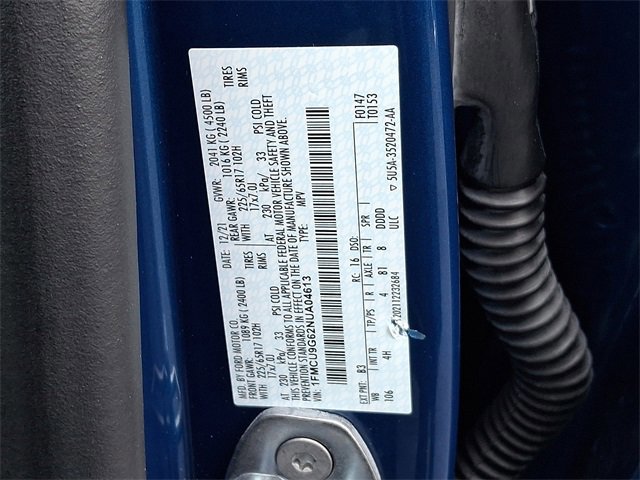 MFD. BY FORD MOTOR CO. DATE: 12/21 GVWR: 2041 KG ( 4500 LB)
FRONT GAWR: 1089 KG ( 2400 LB) REAR GAWR: 1016 KG ( 2240 LB)
WITH 225/65R17 102H TIRES WITH 225/65R17 102H TIRES
17x7.0J RIMS 17x7.0J RIMS
AT 230 kPa/ 33 PSI COLD AT 230 kPa/ 33 PSI COLD
THIS VEHICLE CONFORMS TO ALL APPLICABLE FEDERAL MOTOR VEHICLE SAFETY AND THEFT
PREVENTION STANDARDS IN EFFECT ON THE DATE OF MANUFACTURE SHOWN ABOVE.
VIN: 1FMCU9G62NUA04613 TYPE: MPV
F0147
T0153
EXT PNT: B3 RC: 16 DSO:
WB INT TR TP/PS R AXLE TR SPR
106 4H 4 81 8 DDDD
ULC
202112232684 5U5A-3520472-AA